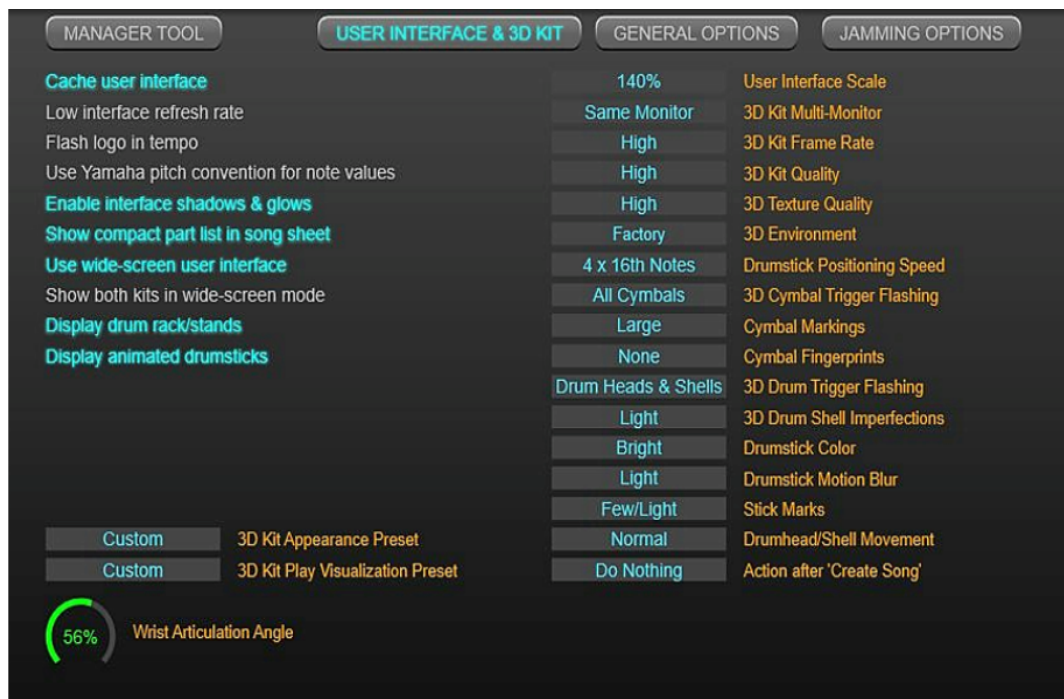 MANAGER TOOL USER INTERFACE & 3D KIT GENERAL OPTIONS JAMMING OPTIONS
Cache user interface 140% User Interface Scale
Low interface refresh rate Same Monitor 3D Kit Multi-Monitor
Flash logo in tempo High 3D Kit Frame Rate
Use Yamaha pitch convention for note values High 3D Kit Quality
Enable interface shadows & glows High 3D Texture Quality
Show compact part list in song sheet Factory 3D Environment
Use wide-screen user interface 4 x 16th Notes Drumstick Positioning Speed
Show both kits in wide-screen mode All Cymbals 3D Cymbal Trigger Flashing
Display drum rack/stands Large Cymbal Markings
Display animated drumsticks None Cymbal Fingerprints
Drum Heads & Shells 3D Drum Trigger Flashing
Light 3D Drum Shell Imperfections
Bright Drumstick Color
Light Drumstick Motion Blur
Few/Light Stick Marks
Custom 3D Kit Appearance Preset Normal Drumhead/Shell Movement
Custom 3D Kit Play Visualization Preset Do Nothing Action after 'Create Song'
56% Wrist Articulation Angle